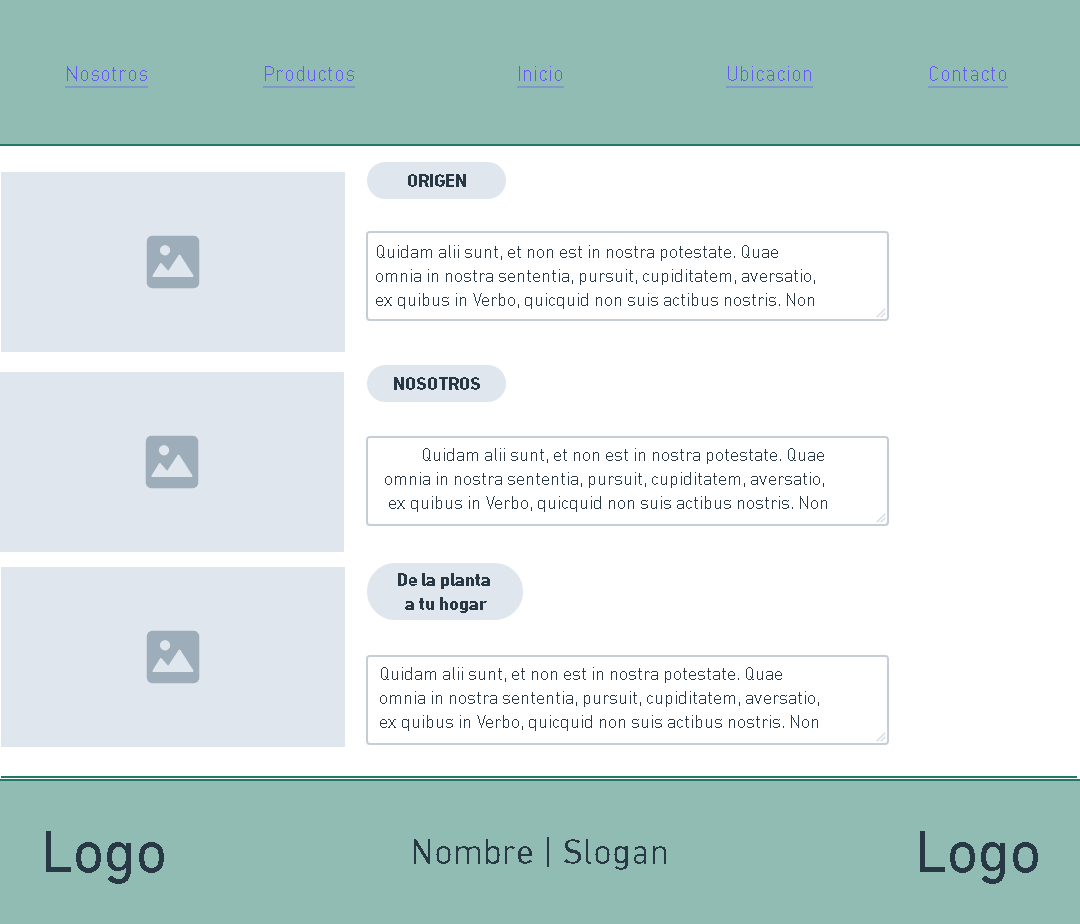 Nosotros
Productos
Inicio
Ubicacion
Contacto
ORIGEN
Quidam alii sunt, et non est in nostra potestate. Quae
omnia in nostra sententia, pursuit, cupiditatem, aversatio,
ex quibus in Verbo, quicquid non suis actibus nostris. Non
NOSOTROS
Quidam alii sunt, et non est in nostra potestate. Quae
omnia in nostra sententia, pursuit, cupiditatem, aversatio,
ex quibus in Verbo, quicquid non suis actibus nostris. Non
De la planta
a tu hogar
Quidam alii sunt, et non est in nostra potestate. Quae
omnia in nostra sententia, pursuit, cupiditatem, aversatio,
ex quibus in Verbo, quicquid non suis actibus nostris. Non
Logo
Nombre | Slogan
Logo